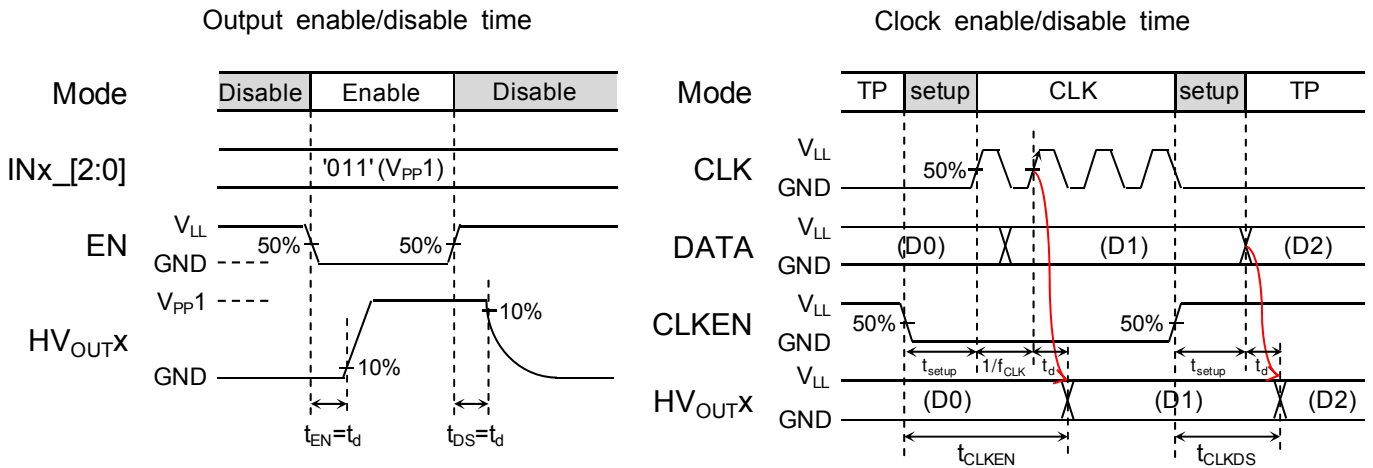 Output enable/disable time
Mode
Disable Enable Disable
INx_[2:0]
'011' (VPP1)
EN
VLL
50% 50%
GND
VPP1
10%
HVOUTx
GND
10%
tEN=td tDS=td
Clock enable/disable time
Mode
TP setup CLK setup TP
CLK
VLL
50%
GND
DATA
VLL
(D0) (D1) (D2)
GND
CLKEN
VLL
50% 50%
GND
tsetup 1/fCLK td tsetup td
HVOUTx
VLL
(D0) (D1) (D2)
GND
tCLKEN tCLKDS